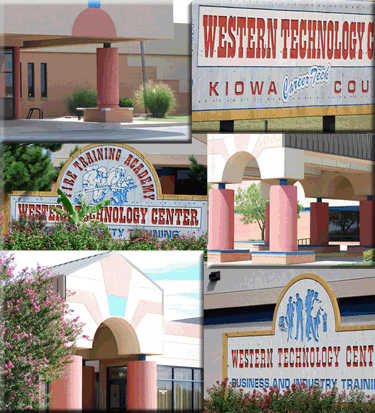 WESTERN TECHNOLOGY C
Career Tech
KIOWA COU
FIRE TRAINING ACADEMY
WESTERN TECHNOLOGY CENTER
TY TRAINING
WESTERN TECHNOLOGY CENT
BUSINESS AND INDUSTRY TRAINI